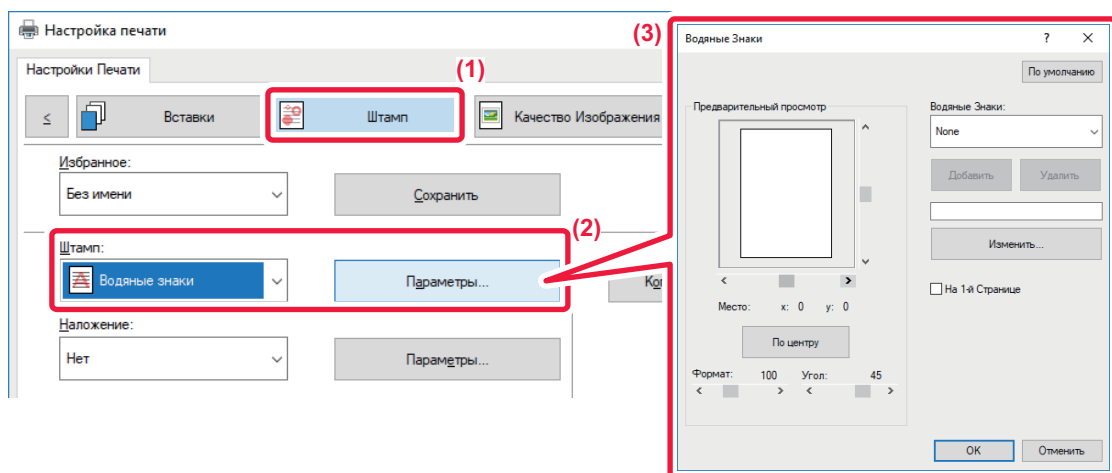 Настройка печати
Настройки Печати
(1)
<
Вставки
Штамп
Качество Изображения
Избранное:
Без имени
Сохранить
(2)
Штамп:
Водяные знаки
Параметры...
Наложение:
Нет
Параметры...
(3)
Водяные Знаки
?
По умолчанию
Предварительный просмотр
Водяные Знаки:
None
Добавить
Удалить
Изменить...
На 1-й Странице
Место: x: 0 y: 0
По центру
Формат: 100 Угол: 45
OK
Отменить